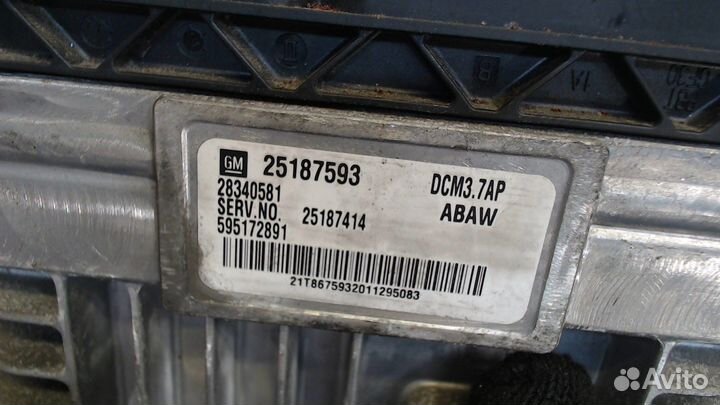 GM 25187593 DCM3.7AP
28340581 ABAW
SERV.NO. 25187414
595172891
21T8675932011295083
Avito